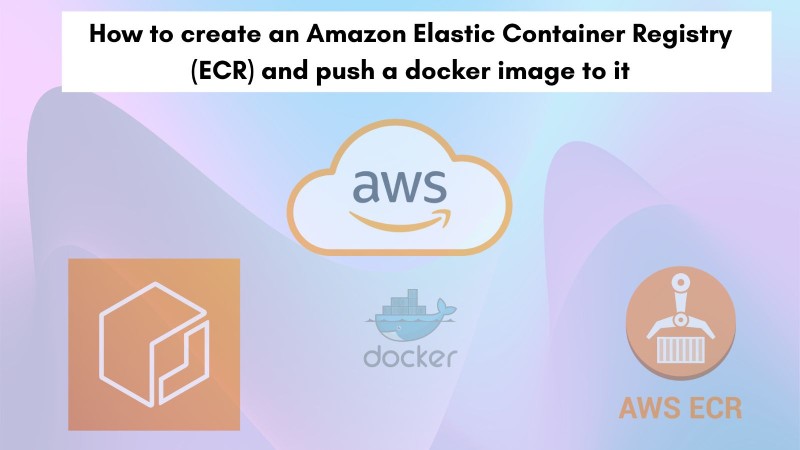 How to create an Amazon Elastic Container Registry
(ECR) and push a docker image to it
aws
docker
AWS ECR